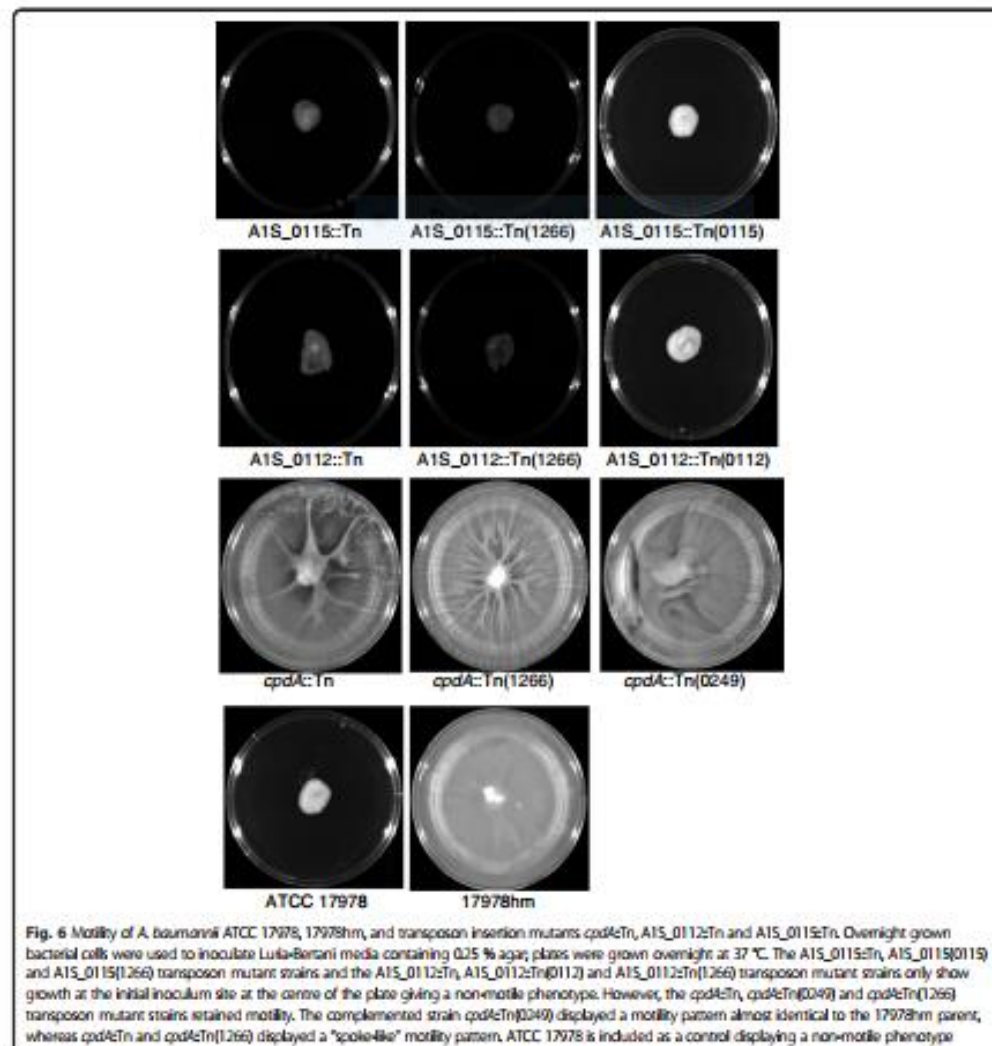 A1S_0115::Tn A1S_0115::Tn(1266) A1S_0115::Tn(0115)
A1S_0112::Tn A1S_0112::Tn(1266) A1S_0112::Tn(0112)
cpdA::Tn cpdA::Tn(1266) cpdA::Tn(0249)
ATCC 17978 17978hm
Fig. 6 Motility of A. baumannii ATCC 17978, 17978hm, and transposon insertion mutants cpdA::Tn, A1S_0112::Tn and A1S_0115::Tn. Overnight grown
bacterial cells were used to inoculate Luria-Bertani media containing 0.25 % agar; plates were grown overnight at 37 °C. The A1S_0115::Tn, A1S_0115(0115)
and A1S_0115(1266) transposon mutant strains and the A1S_0112::Tn, A1S_0112::Tn(0112) and A1S_0112::Tn(1266) transposon mutant strains only show
growth at the initial inoculum site at the centre of the plate giving a non-motile phenotype. However, the cpdA::Tn, cpdA::Tn(0249) and cpdA::Tn(1266)
transposon mutant strains retained motility. The complemented strain cpdA::Tn(0249) displayed a motility pattern almost identical to the 17978hm parent,
whereas cpdA::Tn and cpdA::Tn(1266) displayed a "spoke-like" motility pattern. ATCC 17978 is included as a control displaying a non-motile phenotype